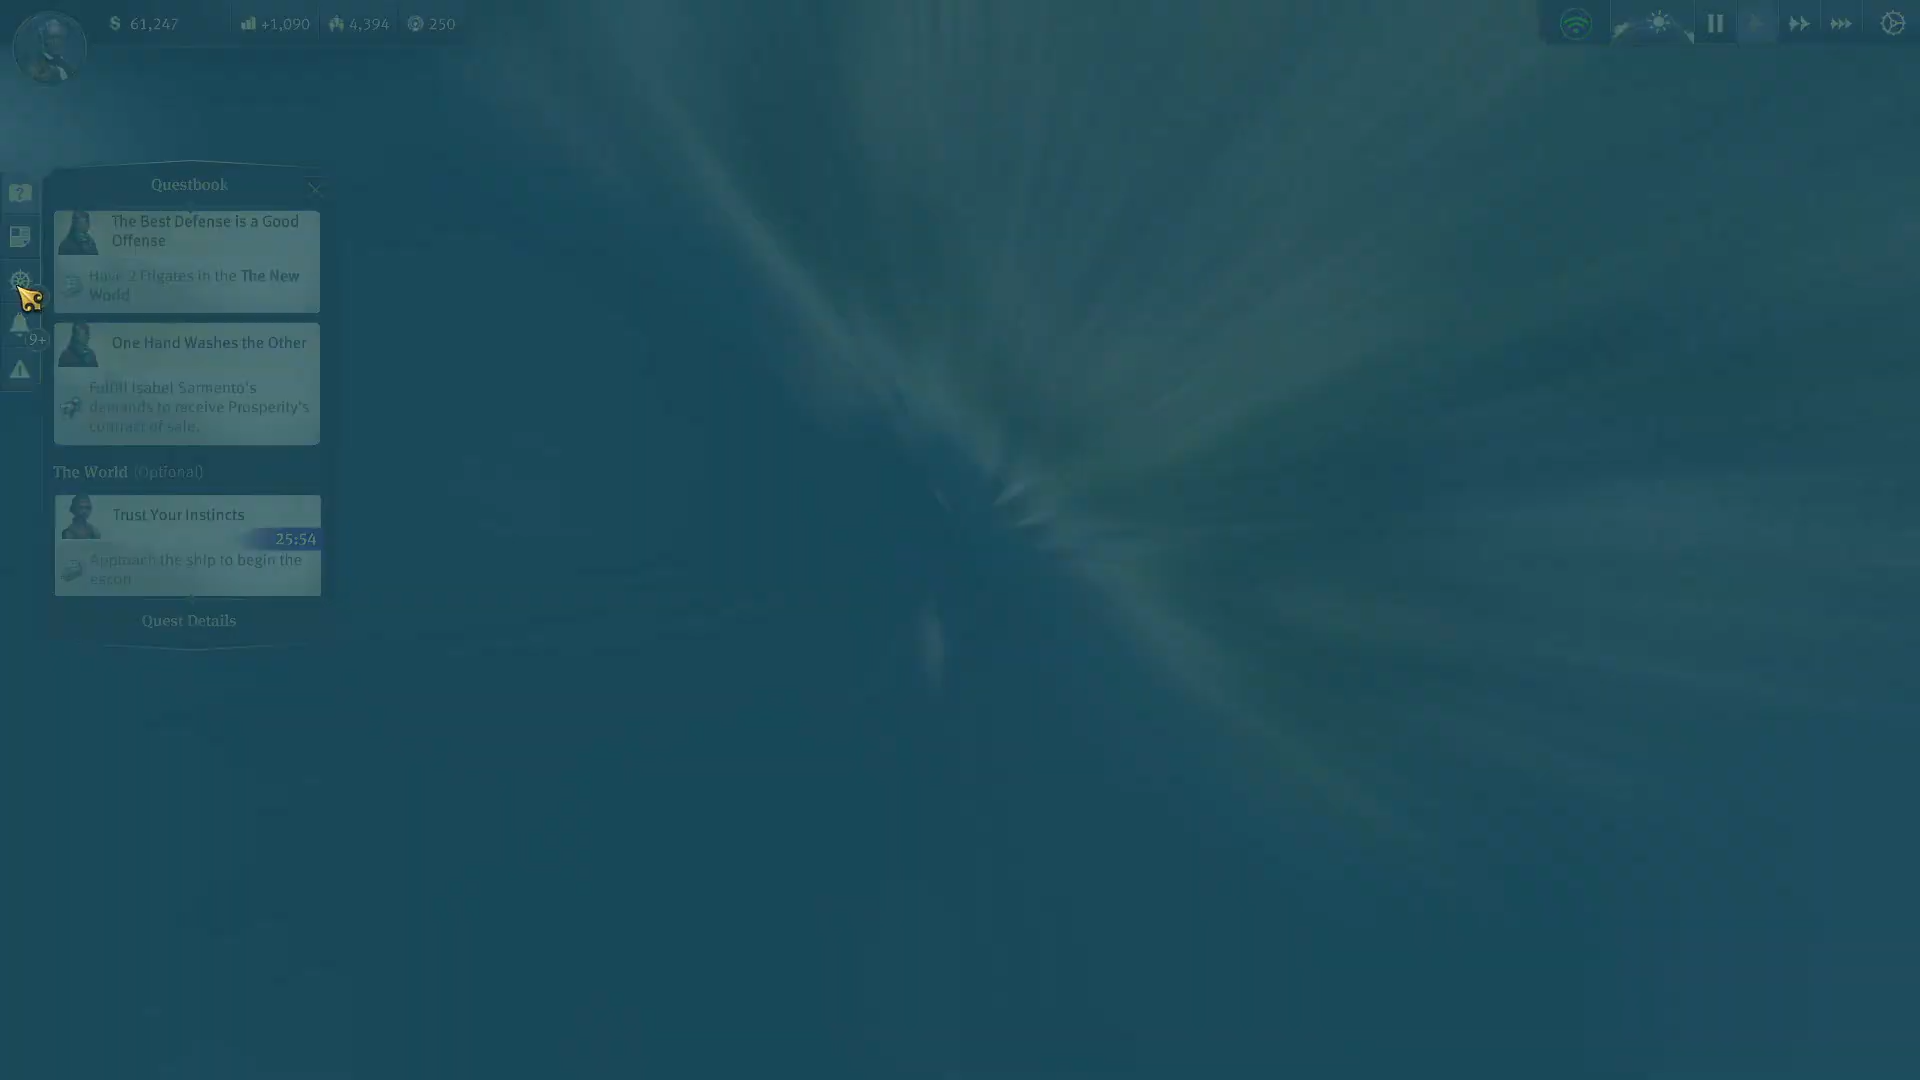 $ 61,247
+1,090
4,394
250
Questbook
The Best Defense is a Good
Offense
Have 2 Frigates in the The New
World
9+
One Hand Washes the Other
Fulfill Isabel Sarmento's
demands to receive Prosperity's
contract of sale.
The World (Optional)
Trust Your Instincts
25:54
Approach the ship to begin the
escort
Quest Details